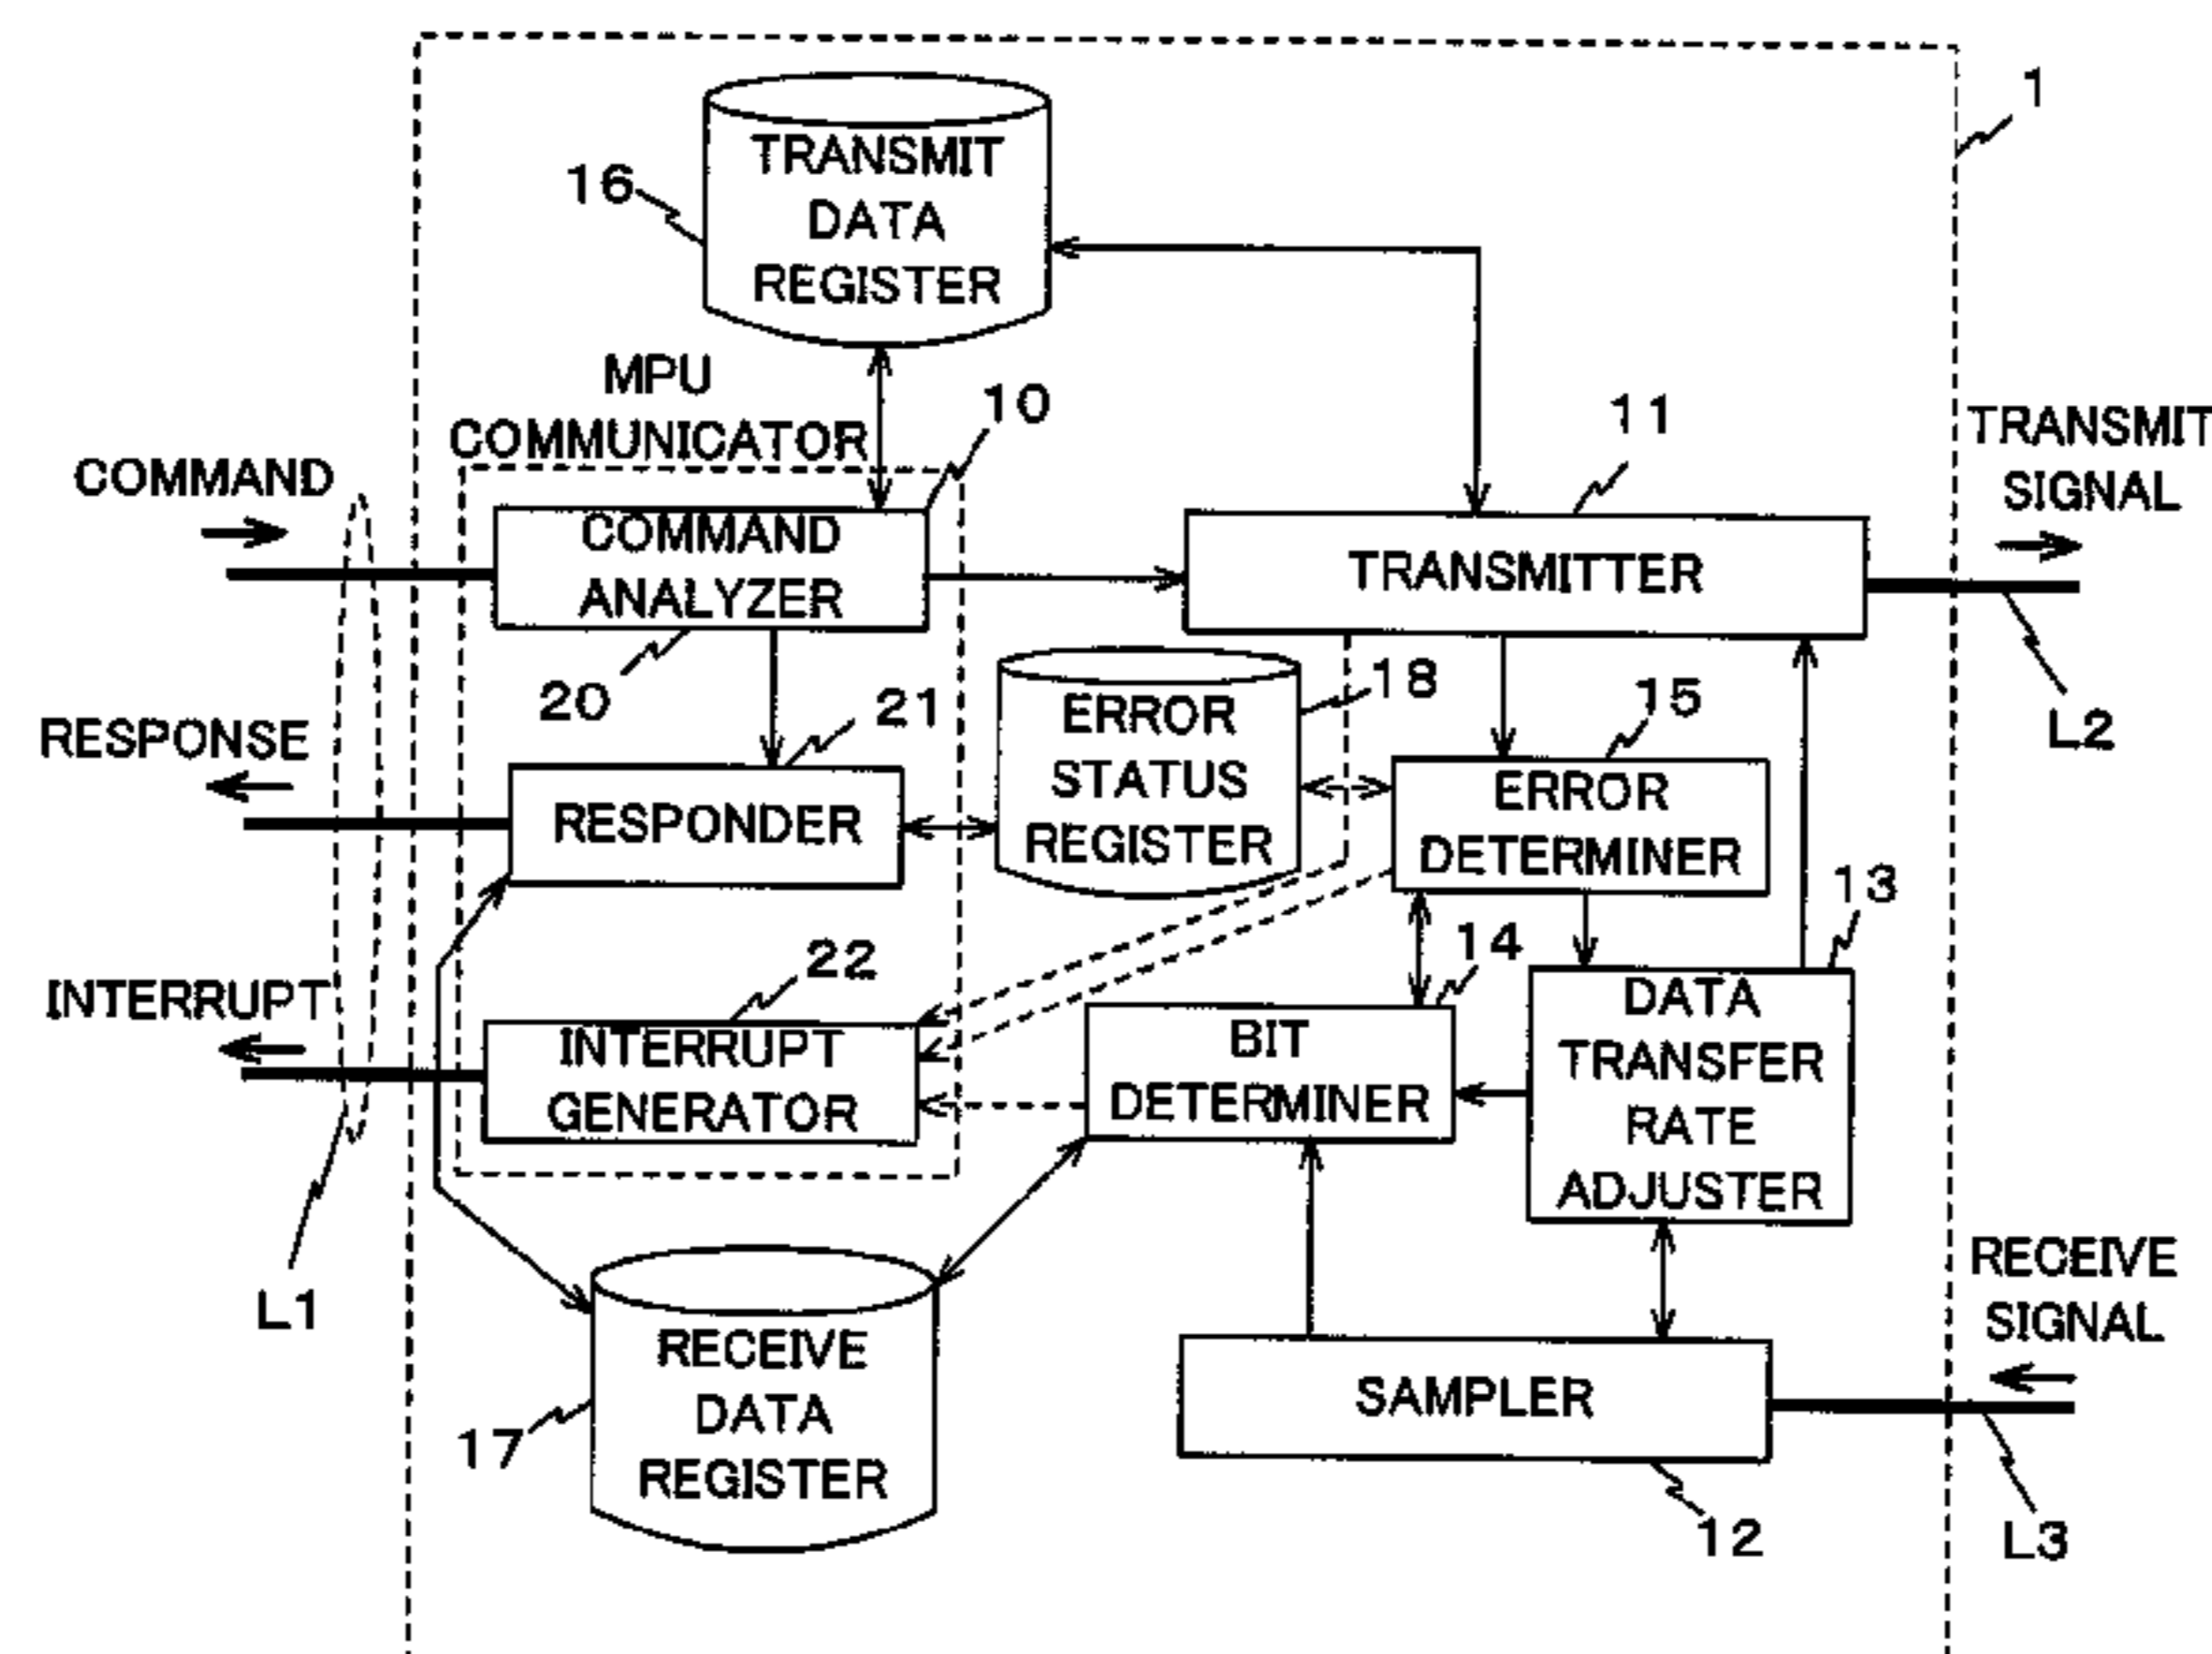 1
TRANSMIT
DATA
REGISTER
16
MPU
COMMUNICATOR
10
11
TRANSMIT
SIGNAL
COMMAND
COMMAND
ANALYZER
TRANSMITTER
20
21
18
15
L2
RESPONSE
RESPONDER
ERROR
STATUS
REGISTER
ERROR
DETERMINER
13
INTERRUPT
22
14
INTERRUPT
GENERATOR
BIT
DETERMINER
DATA
TRANSFER
RATE
ADJUSTER
L1
RECEIVE
SIGNAL
RECEIVE
DATA
REGISTER
17
SAMPLER
12
L3